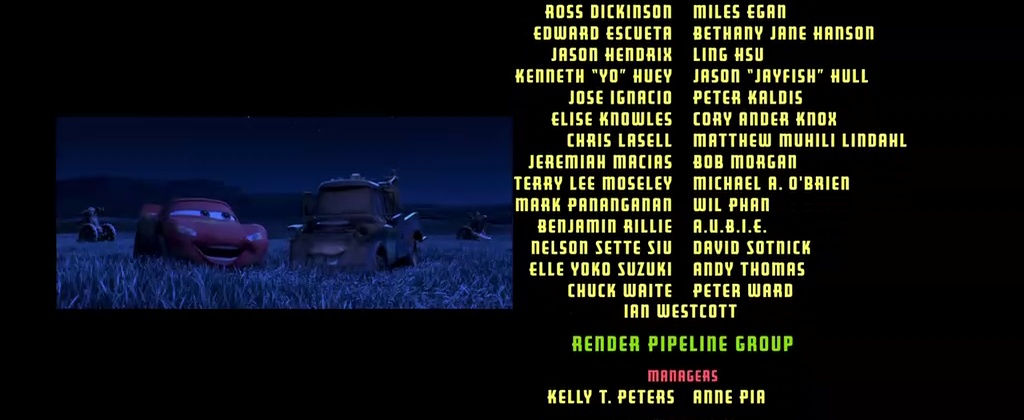 ROSS DICKINSON MILES EGAN
EDWARD ESCUETA BETHANY JANE HANSON
JASON HENDRIX LING HSU
KENNETH "YO" HUEY JASON "JAYFISH" HULL
JOSE IGNACIO PETER KALDIS
ELISE KNOWLES CORY ANDER KNOX
CHRIS LASELL MATTHEW MUHILI LINDAHL
JEREMIAH MACIAS BOB MORGAN
TERRY LEE MOSELEY MICHAEL A. O'BRIEN
MARK PANANGANAN WIL PHAN
BENJAMIN RILLIE A.U.B.I.E.
NELSON SETTE SIU DAVID SOTNICK
ELLE YOKO SUZUKI ANDY THOMAS
CHUCK WAITE PETER WARD
IAN WESTCOTT
RENDER PIPELINE GROUP
MANAGERS
KELLY T. PETERS ANNE PIA